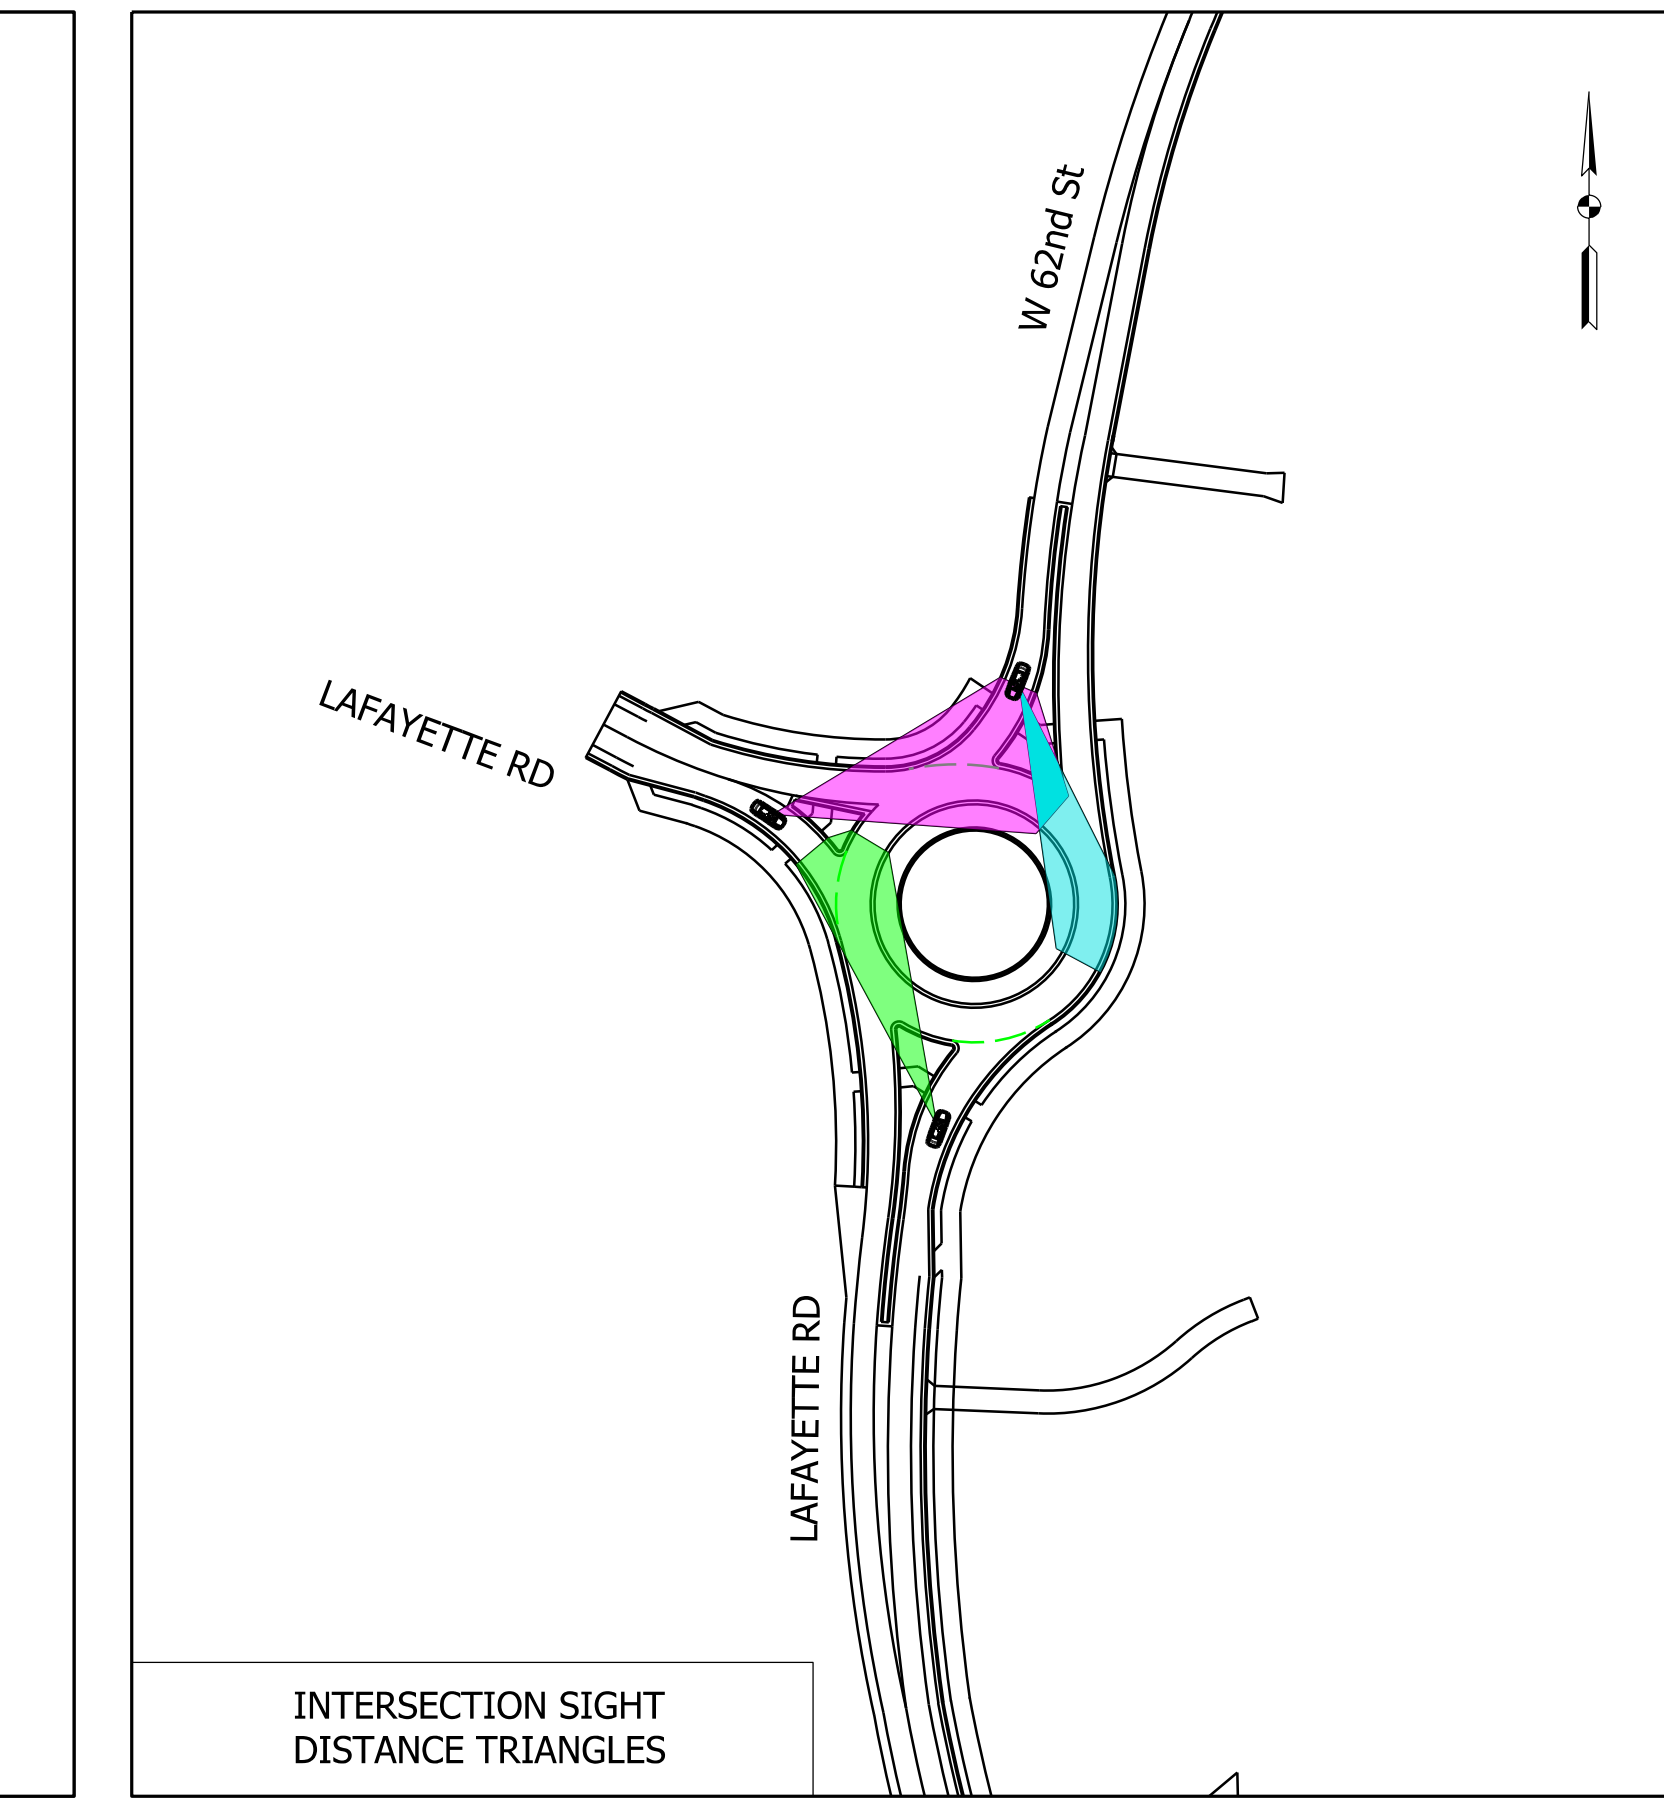 W 62nd St
LAFAYETTE RD
LAFAYETTE RD
INTERSECTION SIGHT
DISTANCE TRIANGLES